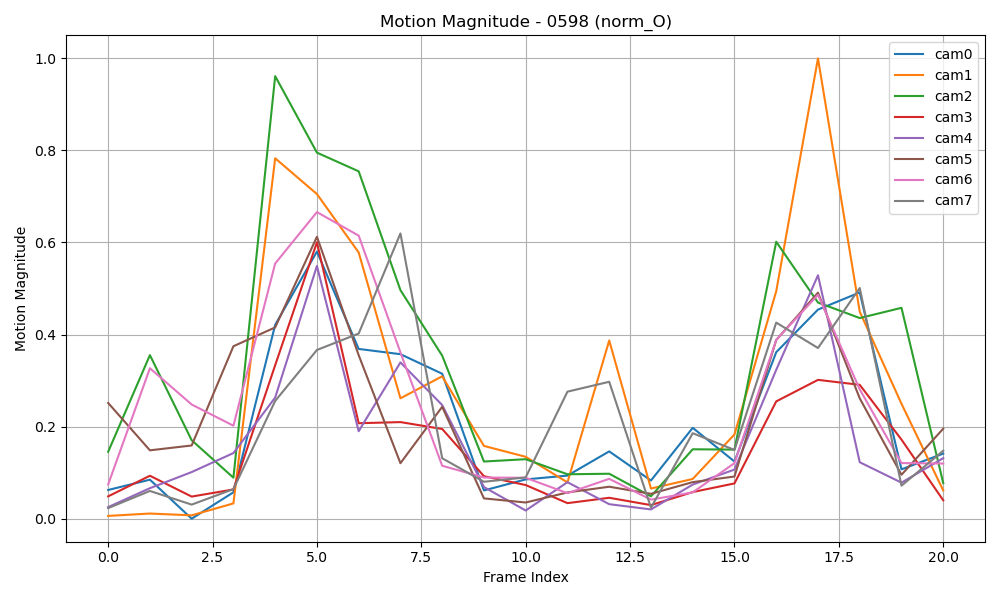 Motion Magnitude - 0598 (norm_O)
1.0
0.8
0.6
0.4
0.2
0.0
Motion Magnitude
cam0
cam1
cam2
cam3
cam4
cam5
cam6
cam7
0.0 2.5 5.0 7.5 10.0 12.5 15.0 17.5 20.0
Frame Index